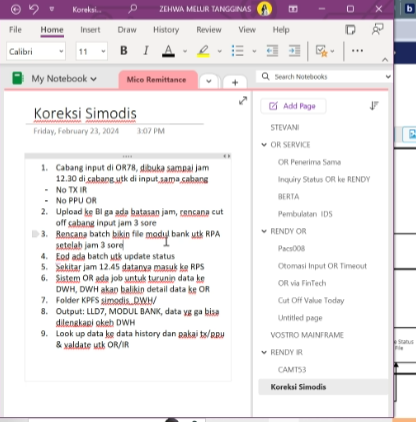 Koreksi...
ZEHWA MELUR TANGGINAS
File Home Insert Draw History Review View Help
Calibri 11 B I A
My Notebook
Mico Remittance
+
Search Notebooks
Koreksi Simodis
Friday, February 23, 2024 3:07 PM
1. Cabang input di OR78, dibuka sampai jam
12.30 di cabang utk di input sama cabang
- No TX IR
- No PPU OR
2. Upload ke BI ga ada batasan jam, rencana cut
off cabang input jam 3 sore
3. Rencana batch bikin file modul bank utk RPA
setelah jam 3 sore
4. Eod ada batch utk update status
5. Sekitar jam 12.45 datanya masuk ke RPS
6. Sistem OR ada job untuk turunin data ke
DWH, DWH akan balikin detail data ke OR
7. Folder KPFS simodis_DWH/
8. Output: LLD7, MODUL BANK, data yg ga bisa
dilengkapi okeh DWH
9. Look up data ke data history dan pakai tx/ppu
& valdate utk OR/IR
Add Page
STEVANI
OR SERVICE
OR Penerima Sama
Inquiry Status OR ke RENDY
BERTA
Pembulatan IDS
RENDY OR
Pacs008
Otomasi Input OR Timeout
OR via FinTech
Cut Off Value Today
Untitled page
VOSTRO MAINFRAME
RENDY IR
CAMT53
Koreksi Simodis
e Status
File